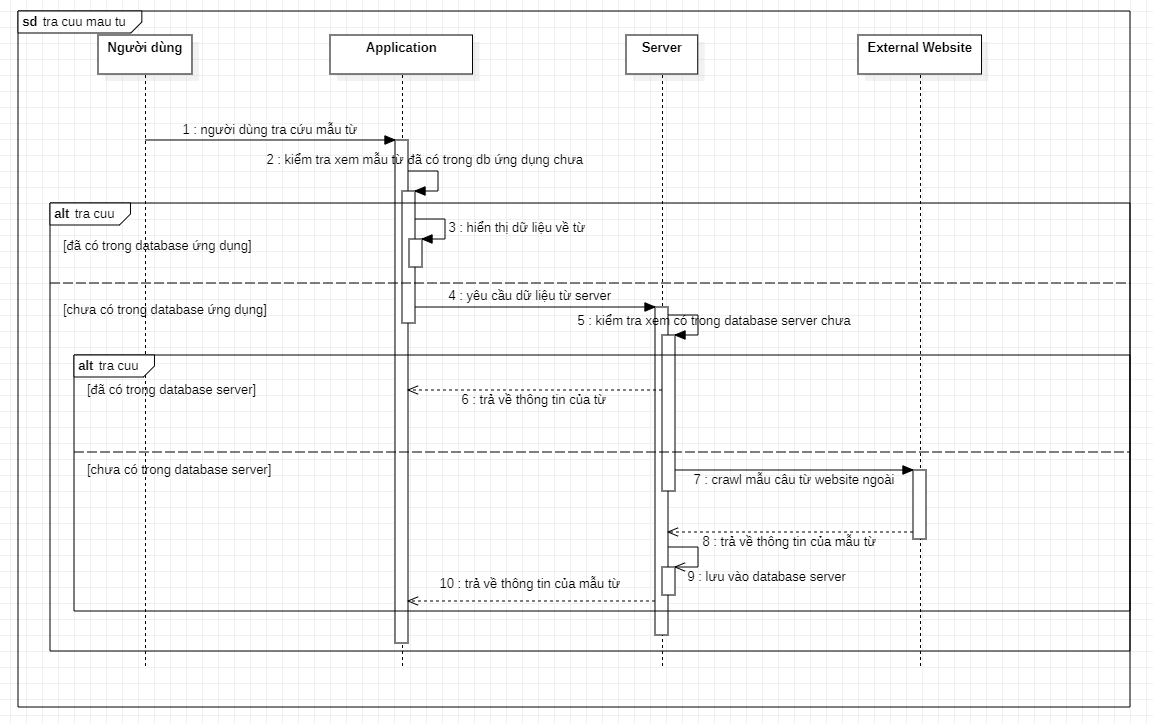 sd tra cuu mau tu
Người dùng
Application
Server
External Website
1 : người dùng tra cứu mẫu từ
2 : kiểm tra xem mẫu từ đã có trong db ứng dụng chưa
alt tra cuu
3 : hiển thị dữ liệu về từ
[đã có trong database ứng dụng]
4 : yêu cầu dữ liệu từ server
[chưa có trong database ứng dụng]
5 : kiểm tra xem có trong database server chưa
alt tra cuu
[đã có trong database server]
6 : trả về thông tin của từ
[chưa có trong database server]
7 : crawl mẫu câu từ website ngoài
8 : trả về thông tin của mẫu từ
9 : lưu vào database server
10 : trả về thông tin của mẫu từ